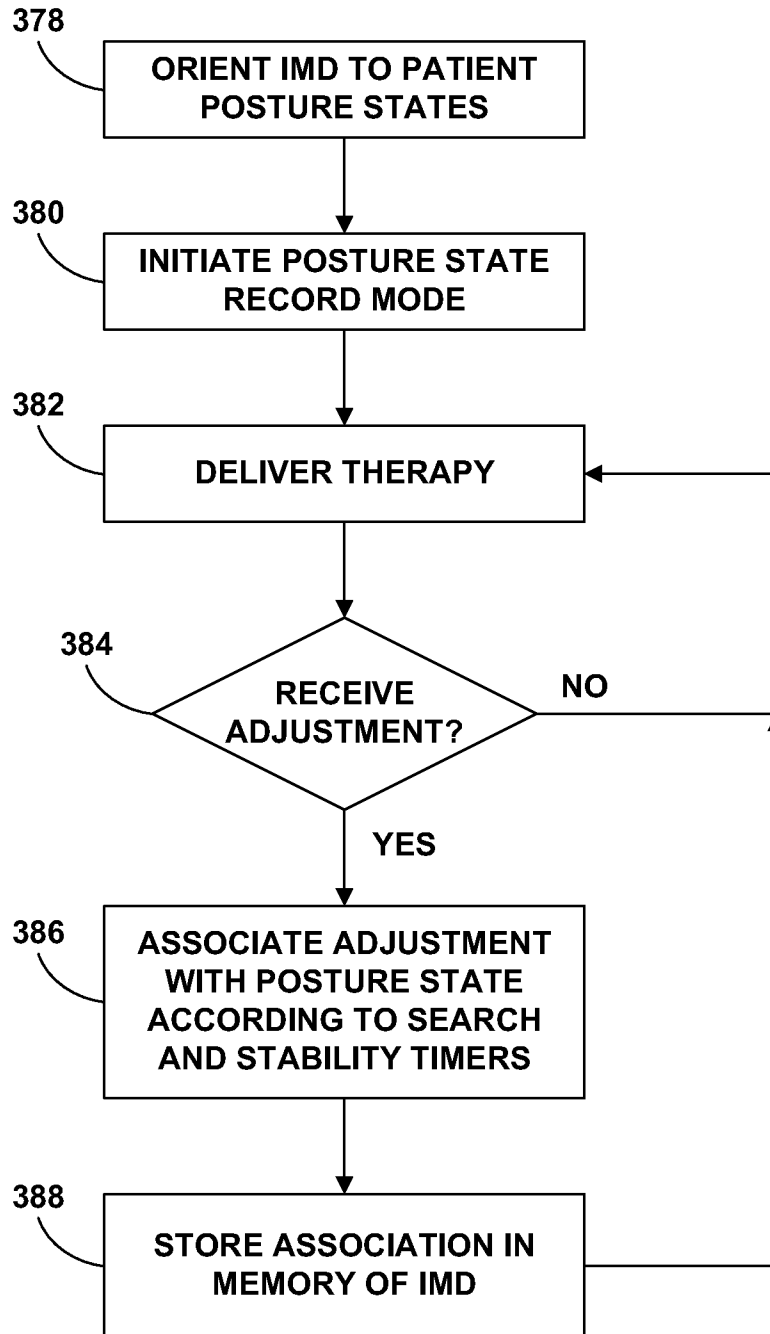 378
ORIENT IMD TO PATIENT
POSTURE STATES
380
INITIATE POSTURE STATE
RECORD MODE
382
DELIVER THERAPY
384
RECEIVE
ADJUSTMENT?
NO
YES
386
ASSOCIATE ADJUSTMENT
WITH POSTURE STATE
ACCORDING TO SEARCH
AND STABILITY TIMERS
388
STORE ASSOCIATION IN
MEMORY OF IMD